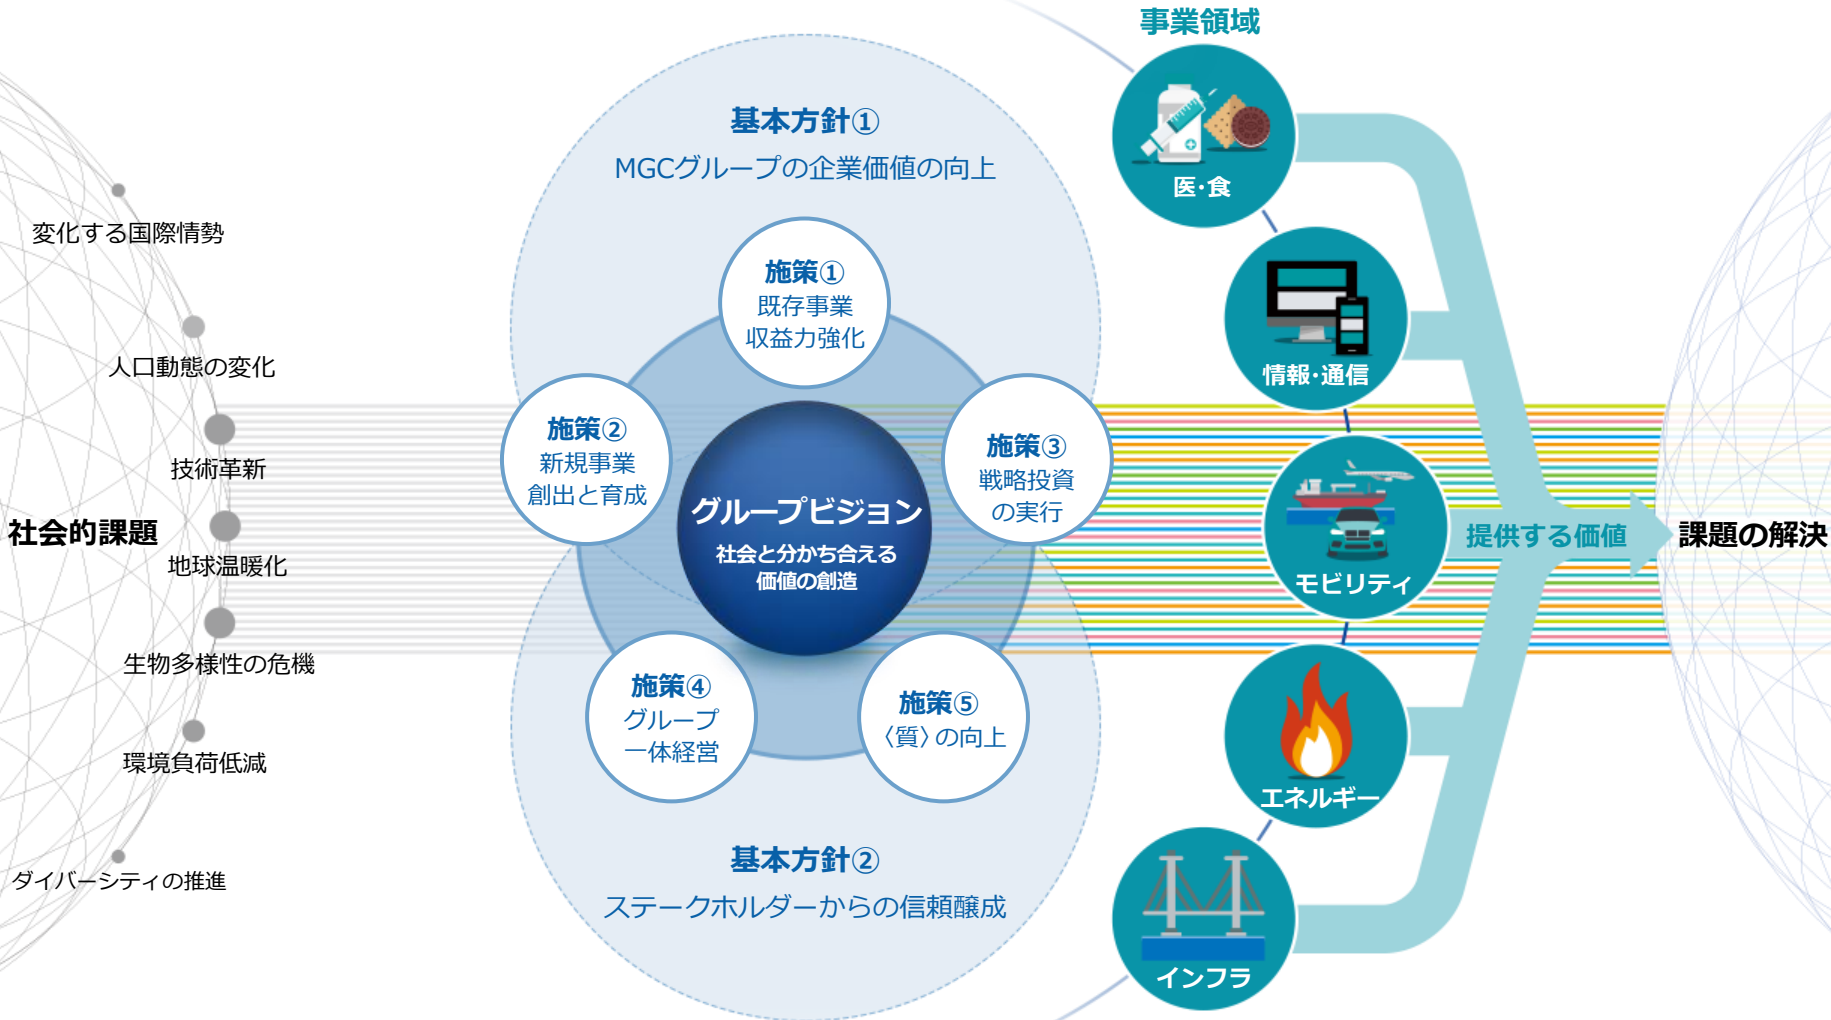 社会的課題
変化する国際情勢
人口動態の変化
技術革新
地球温暖化
生物多様性の危機
環境負荷低減
ダイバーシティの推進
基本方針①
MGCグループの企業価値の向上
施策①
既存事業
収益力強化
施策②
新規事業
創出と育成
施策③
戦略投資
の実行
グループビジョン
社会と分かち合える
価値の創造
施策④
グループ
一体経営
施策⑤
〈質〉の向上
基本方針②
ステークホルダーからの信頼醸成
事業領域
医・食
情報・通信
モビリティ
エネルギー
インフラ
提供する価値
課題の解決